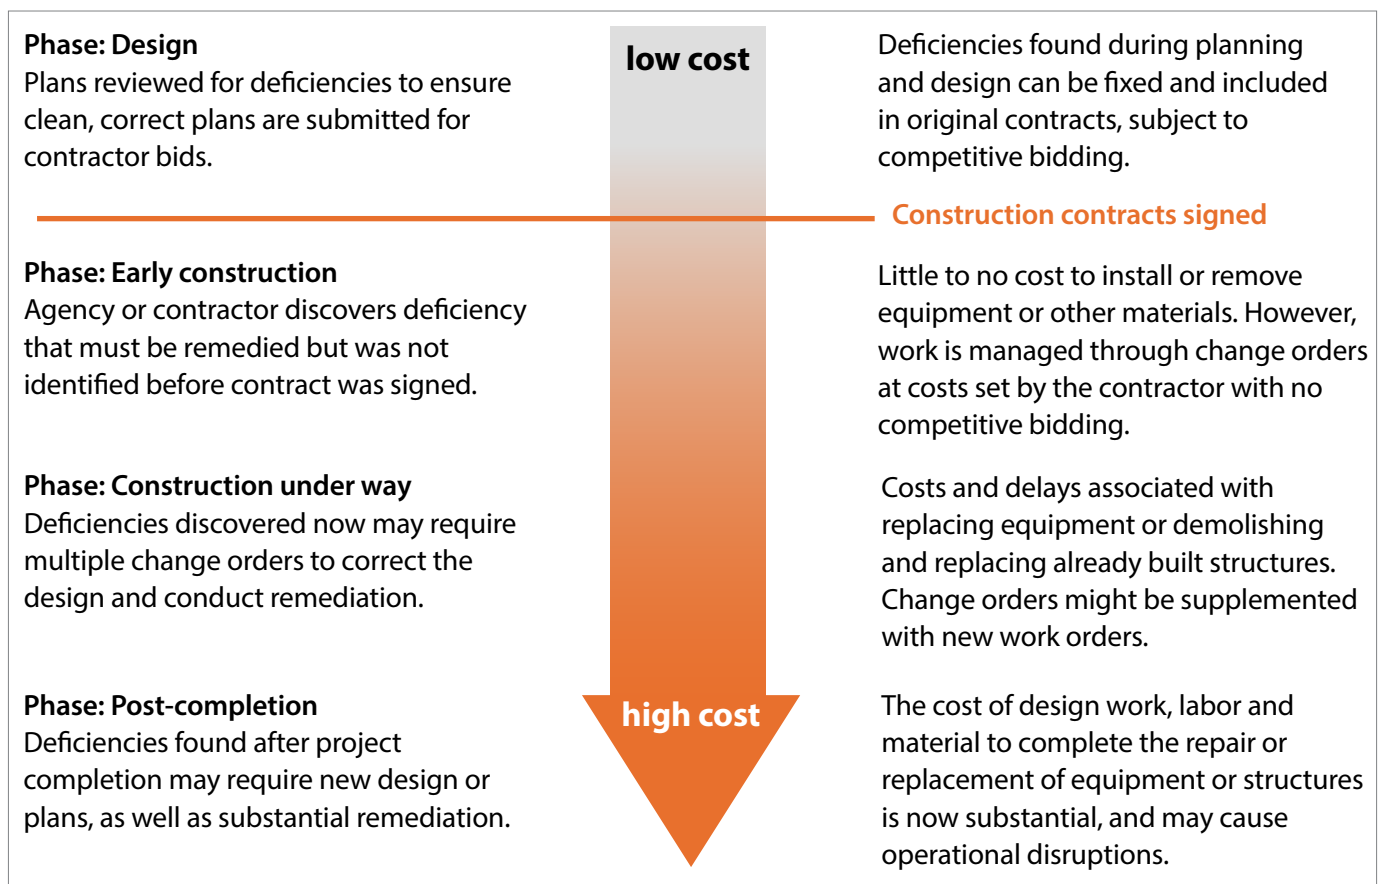 Phase: Design
Plans reviewed for deficiencies to ensure
clean, correct plans are submitted for
contractor bids.
low cost
Deficiencies found during planning
and design can be fixed and included
in original contracts, subject to
competitive bidding.
Construction contracts signed
Phase: Early construction
Agency or contractor discovers deficiency
that must be remedied but was not
identified before contract was signed.
Little to no cost to install or remove
equipment or other materials. However,
work is managed through change orders
at costs set by the contractor with no
competitive bidding.
Phase: Construction under way
Deficiencies discovered now may require
multiple change orders to correct the
design and conduct remediation.
Costs and delays associated with
replacing equipment or demolishing
and replacing already built structures.
Change orders might be supplemented
with new work orders.
Phase: Post-completion
Deficiencies found after project
completion may require new design or
plans, as well as substantial remediation.
high cost
The cost of design work, labor and
material to complete the repair or
replacement of equipment or structures
is now substantial, and may cause
operational disruptions.